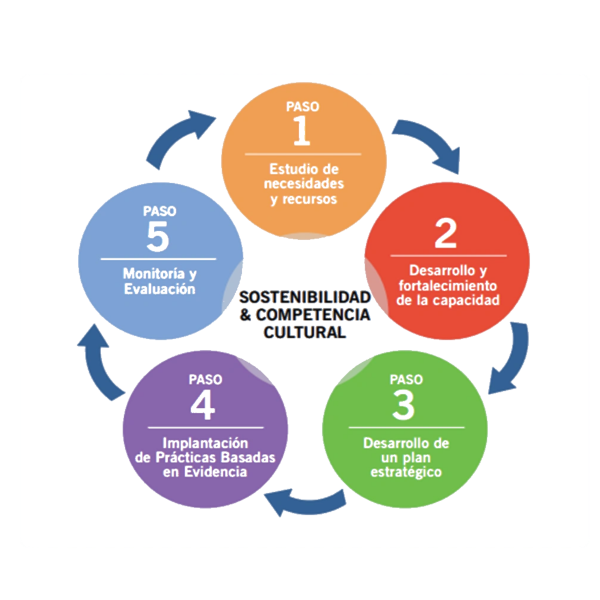 PASO
1
Estudio de
necesidades
y recursos
2
Desarrollo y
fortalecimiento
de la capacidad
PASO
3
Desarrollo de
un plan
estratégico
PASO
4
Implantación
de Prácticas Basadas
en Evidencia
PASO
5
Monitoría y
Evaluación
SOSTENIBILIDAD
& COMPETENCIA
CULTURAL